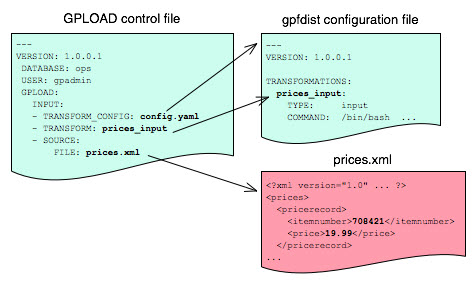 GPLOAD control file
---
VERSION: 1.0.0.1
DATABASE: ops
USER: gpadmin
GPLOAD:
INPUT:
- TRANSFORM_CONFIG: config.yaml
- TRANSFORM: prices_input
- SOURCE:
FILE: prices.xml
gpfdist configuration file
---
VERSION: 1.0.0.1
TRANSFORMATIONS:
prices_input:
TYPE: input
COMMAND: /bin/bash ...
prices.xml
<?xml version="1.0" ... ?>
<prices>
<pricerecord>
<itemnumber>708421</itemnumber>
<price>19.99</price>
</pricerecord>
...